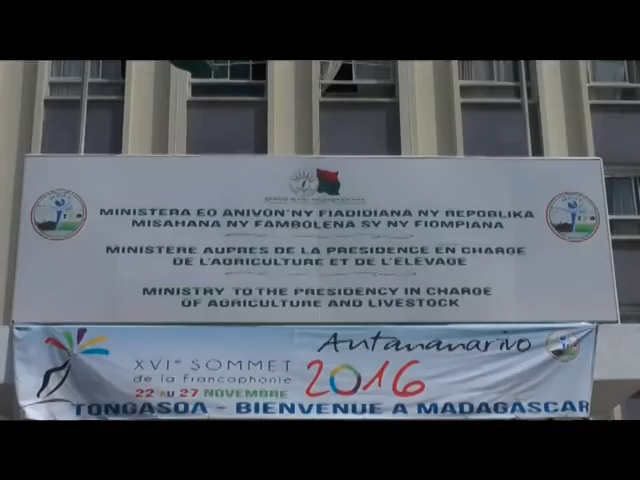 MINISTERA EO ANIVON'NY FIADIDIANA NY REPOBLIKA
MISAHANA NY FAMBOLENA SY NY FIOMPIANA
MINISTERE AUPRES DE LA PRESIDENCE EN CHARGE
DE L'AGRICULTURE ET DE L'ELEVAGE
MINISTRY TO THE PRESIDENCY IN CHARGE
OF AGRICULTURE AND LIVESTOCK
Antananarivo
2016
XVIe SOMMET
de la Francophonie
22 AU 27 NOVEMBRE
TONGASOA - BIENVENUE A MADAGASCAR